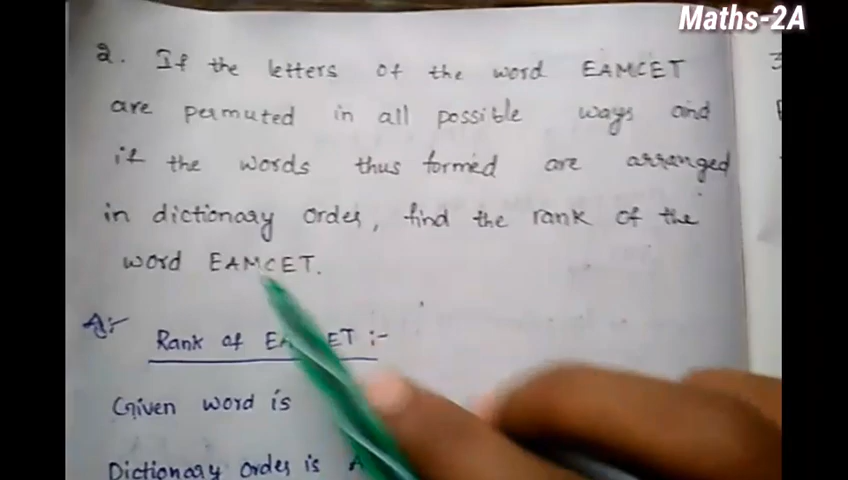 Maths-2A
2. If the letters of the word EAMCET
are permuted in all possible ways and
if the words thus formed are arranged
in dictionary order, find the rank of the
word EAMCET.
A:-
Rank of EA ET :-
Given word is
Dictionary order is A